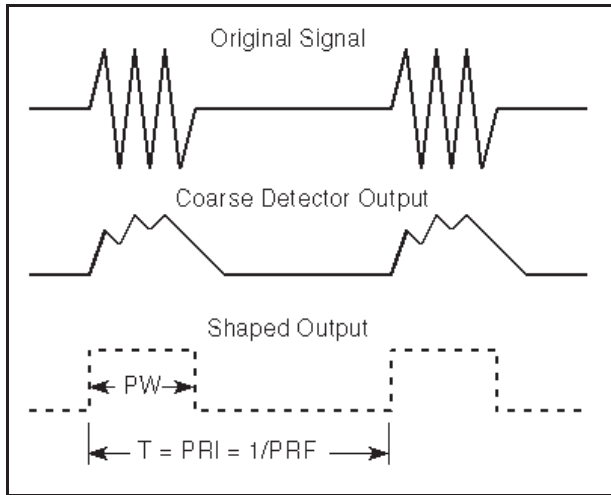 Original Signal
Coarse Detector Output
Shaped Output
PW
T = PRI = 1/PRF